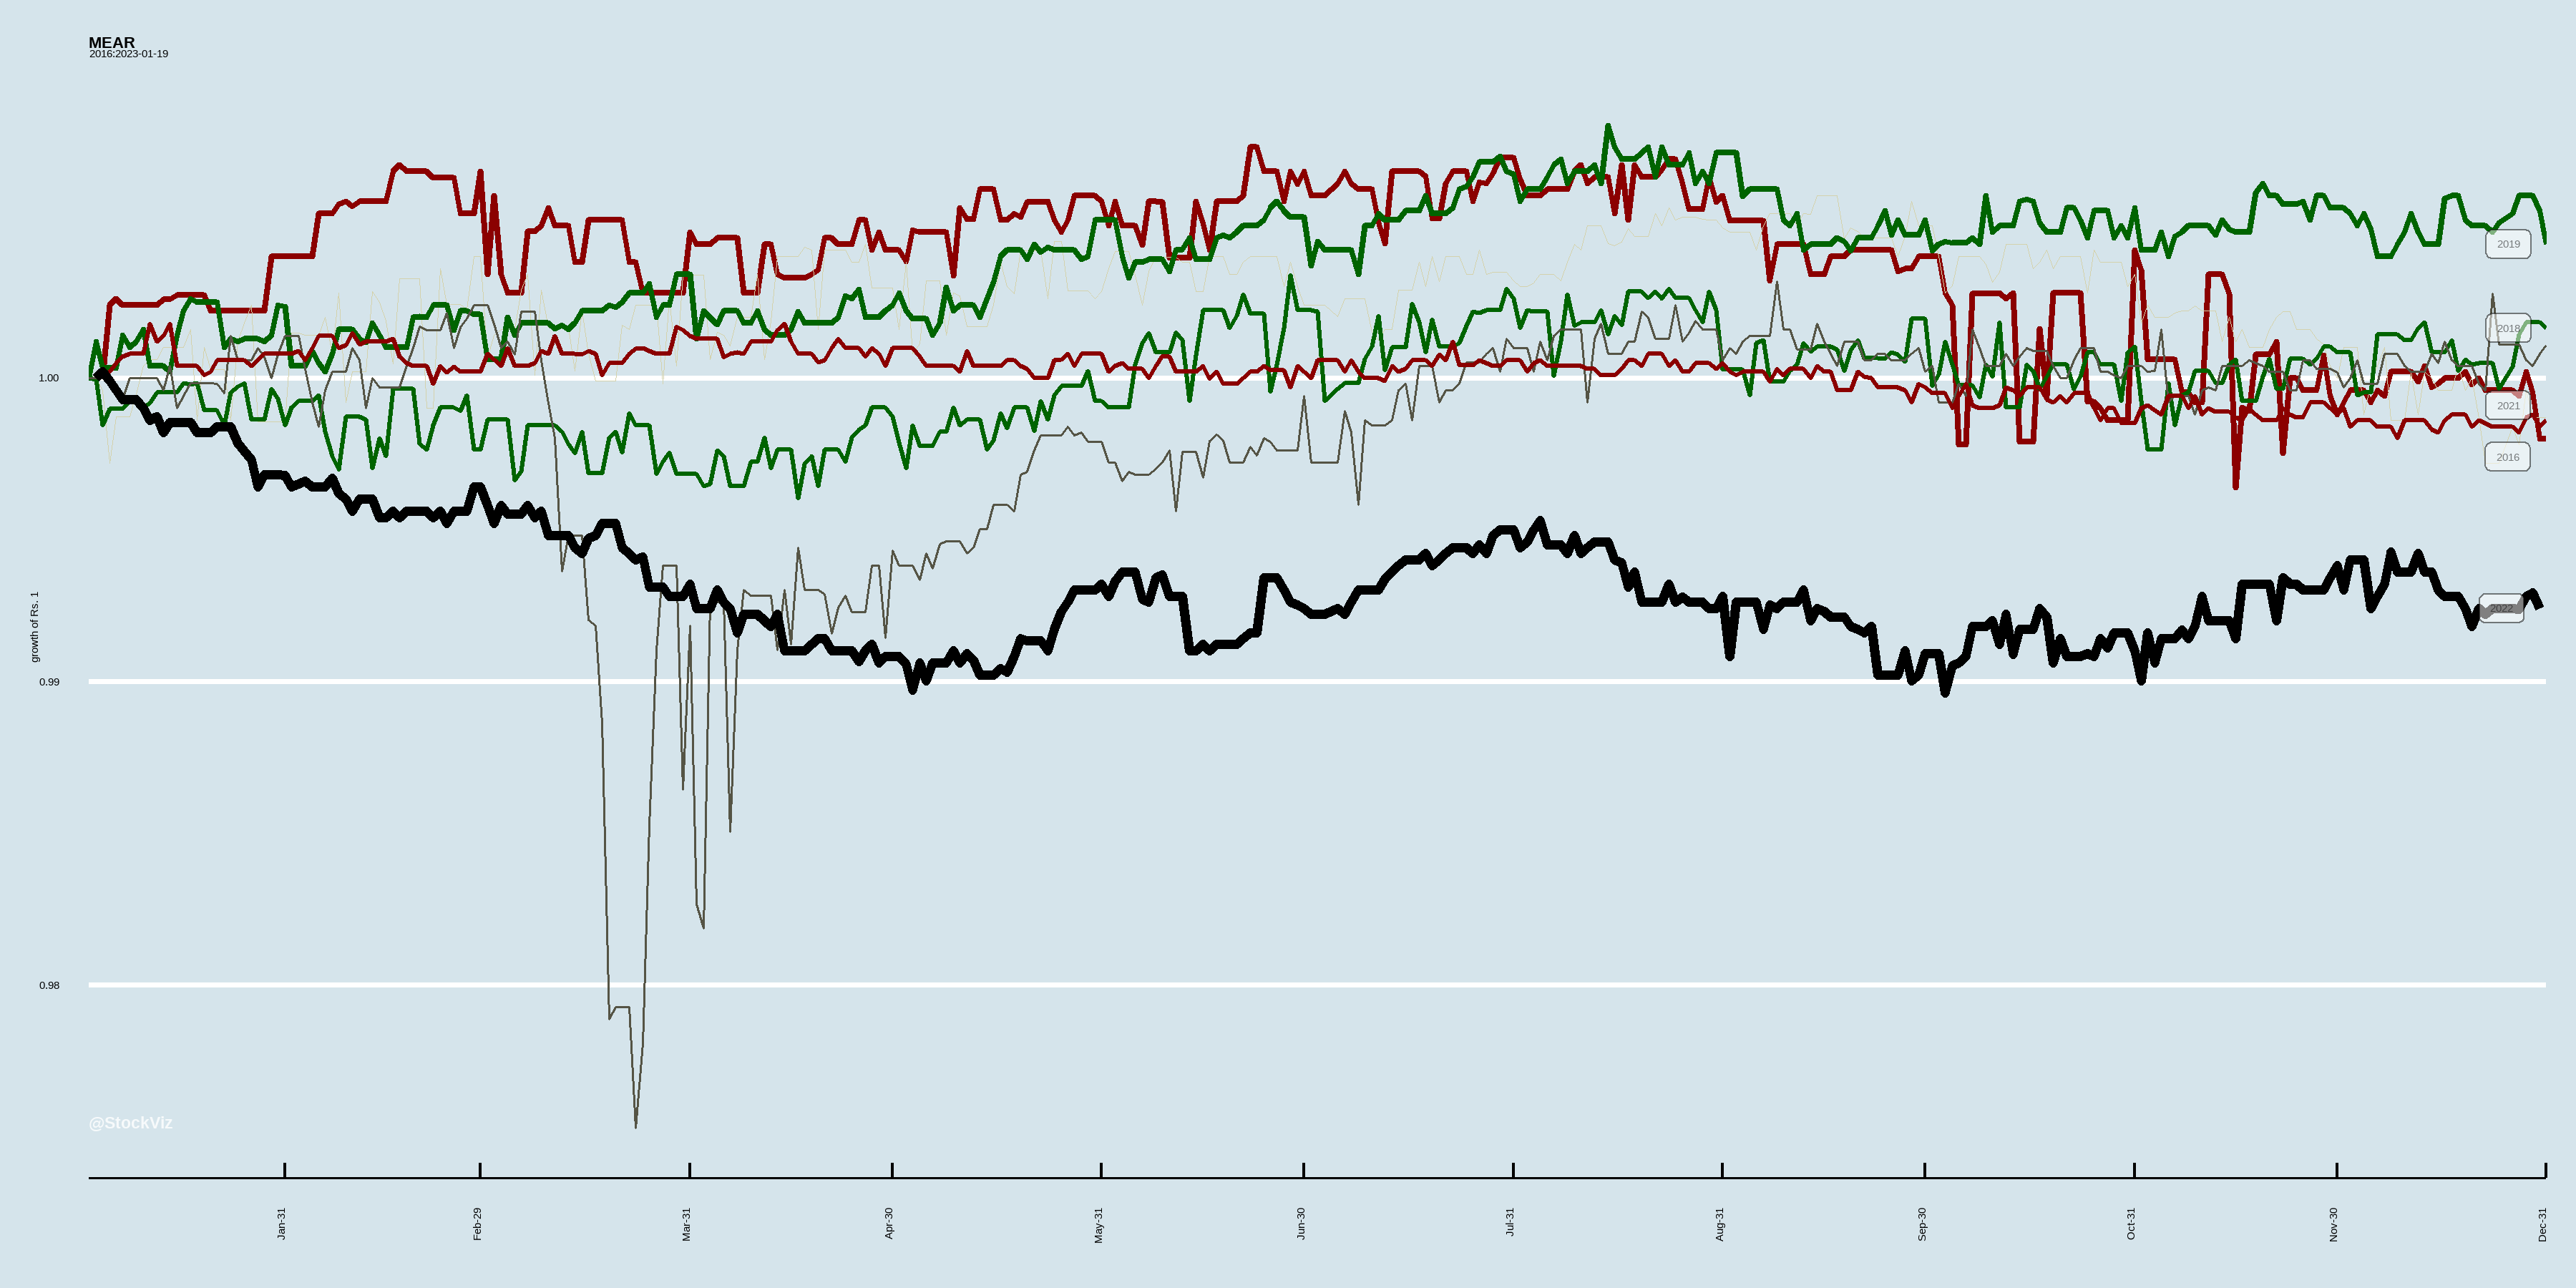 MEAR
2016:2023-01-19
2019
2018
1.00
2021
2016
growth of Rs. 1
2022
0.99
0.98
@StockViz
Jan-31
Feb-29
Mar-31
Apr-30
May-31
Jun-30
Jul-31
Aug-31
Sep-30
Oct-31
Nov-30
Dec-31